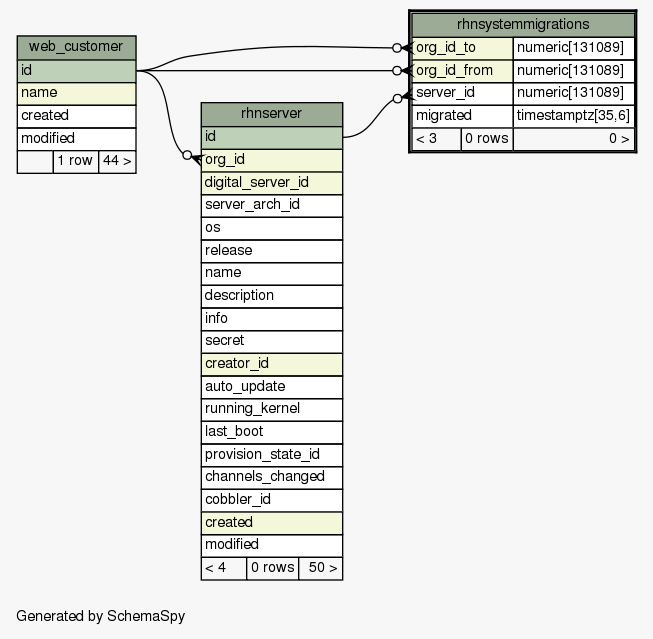 web_customer
id
name
created
modified
1 row 44 >
rhnserver
id
org_id
digital_server_id
server_arch_id
os
release
name
description
info
secret
creator_id
auto_update
running_kernel
last_boot
provision_state_id
channels_changed
cobbler_id
created
modified
< 4 0 rows 50 >
rhnsystemmigrations
org_id_to numeric[131089]
org_id_from numeric[131089]
server_id numeric[131089]
migrated timestamptz[35,6]
< 3 0 rows 0 >
Generated by SchemaSpy